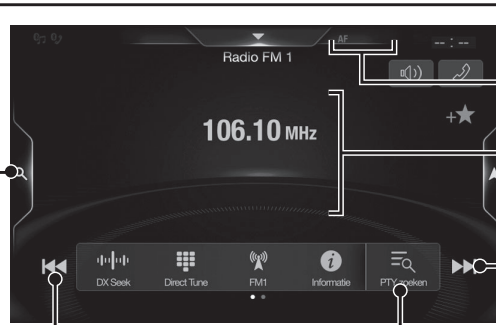 AF
-- : --
Radio FM 1
106.10 MHz
DX Seek
Direct Tune
FM1
Informatie
PTY zoeken